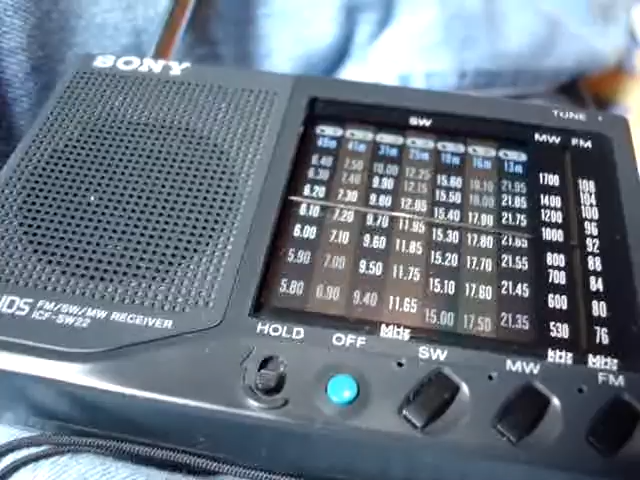 SONY
TUNE
SW
MW FM
49m 41m 31m 25m 19m 16m 13m
6.40 7.50 10.00 12.25
6.30 7.40 9.90 12.15 15.60 18.10 21.95 1700 108
6.20 7.30 9.80 12.05 15.50 18.00 21.85 1400 104
6.10 7.20 9.70 11.95 15.40 17.90 21.75 1200 100
6.00 7.10 9.60 11.85 15.30 17.80 21.65 1000 96
92
5.90 7.00 9.50 11.75 15.20 17.70 21.55 800 88
700 84
5.80 6.90 9.40 11.65 15.10 17.60 21.45 600 80
15.00 17.50 21.35 530 76
MHz kHz MHz
FM/SW/MW RECEIVER
ICF-SW22
HOLD OFF SW MW FM